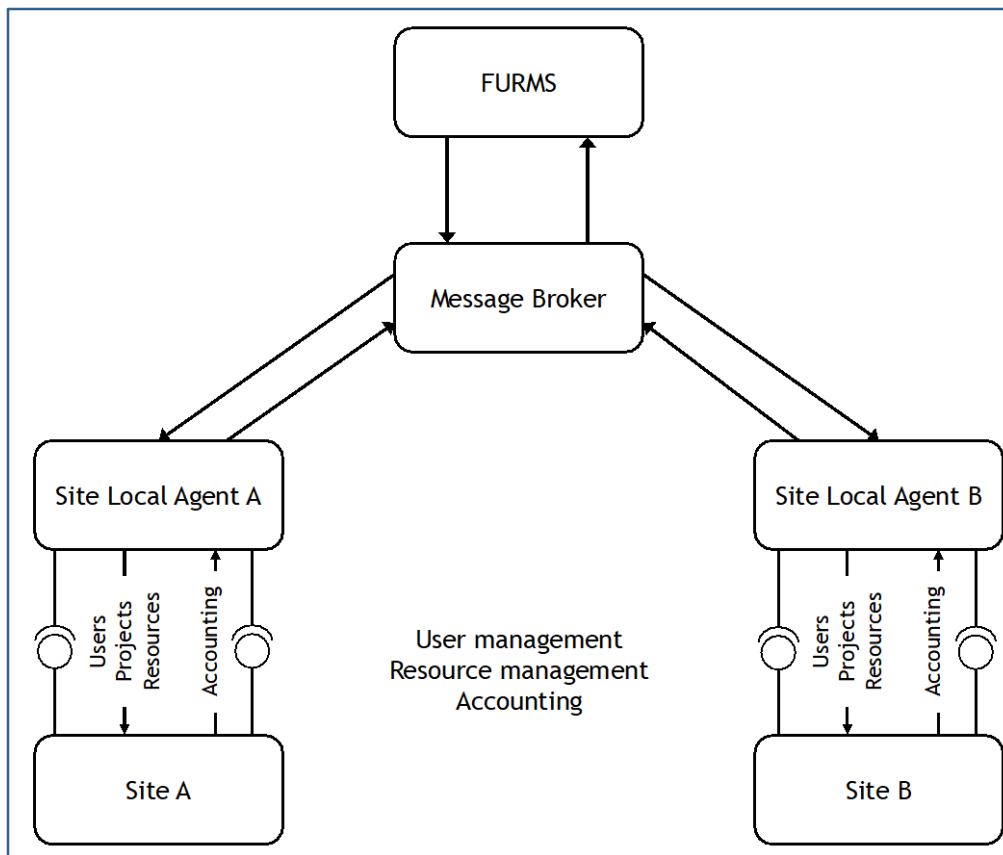 FURMS
Message Broker
Site Local Agent A
Site Local Agent B
Users
Projects
Resources
Accounting
User management
Resource management
Accounting
Users
Projects
Resources
Accounting
Site A
Site B